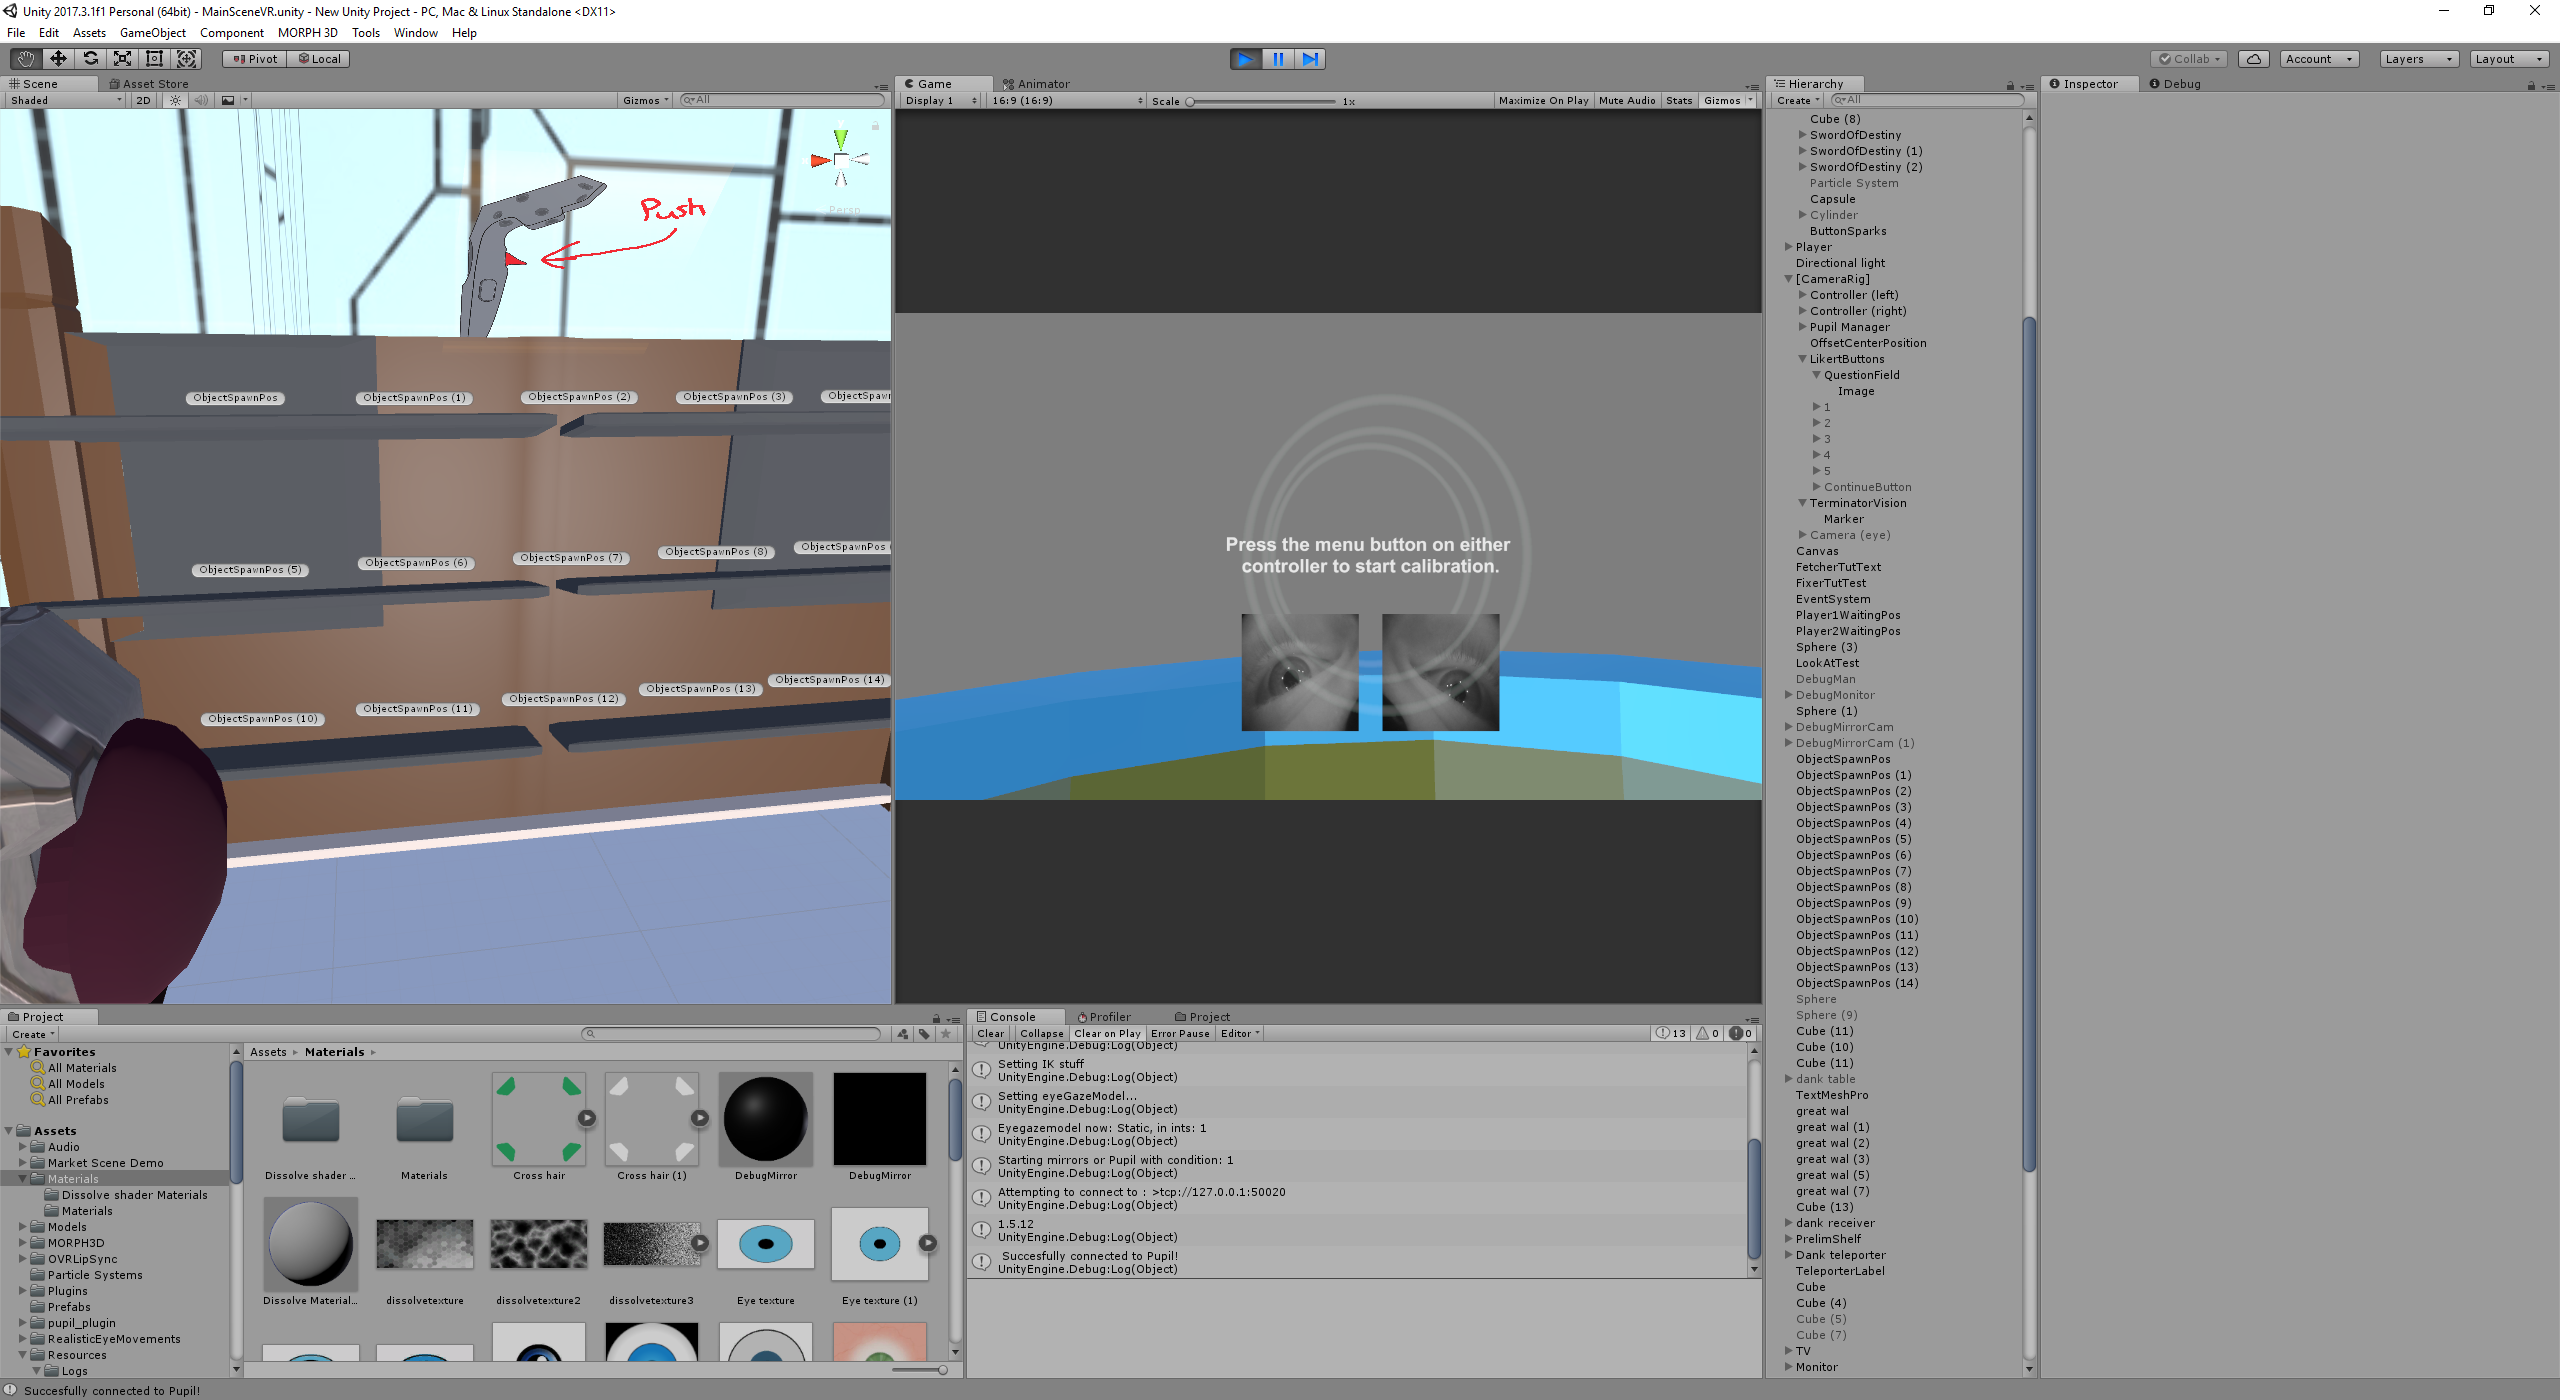 Unity 2017.3.1f1 Personal (64bit) - MainSceneVR.unity - New Unity Project - PC, Mac & Linux Standalone <DX11>
File Edit Assets GameObject Component MORPH 3D Tools Window Help
Pivot Local
Collab Account Layers Layout
Scene Asset Store
Shaded 2D Gizmos All
Persp
Push
ObjectSpawnPos ObjectSpawnPos (1) ObjectSpawnPos (2) ObjectSpawnPos (3) ObjectSpawn
ObjectSpawnPos (5) ObjectSpawnPos (6) ObjectSpawnPos (7) ObjectSpawnPos (8) ObjectSpawnPos (
ObjectSpawnPos (10) ObjectSpawnPos (11) ObjectSpawnPos (12) ObjectSpawnPos (13) ObjectSpawnPos (14)
Game Animator
Display 1 16:9 (16:9) Scale 1x Maximize On Play Mute Audio Stats Gizmos
Press the menu button on either
controller to start calibration.
Hierarchy
Create All
Cube (8)
SwordOfDestiny
SwordOfDestiny (1)
SwordOfDestiny (2)
Particle System
Capsule
Cylinder
ButtonSparks
Player
Directional light
[CameraRig]
Controller (left)
Controller (right)
Pupil Manager
OffsetCenterPosition
LikertButtons
QuestionField
Image
1
2
3
4
5
ContinueButton
TerminatorVision
Marker
Camera (eye)
Canvas
FetcherTutText
FixerTutTest
EventSystem
Player1WaitingPos
Player2WaitingPos
Sphere (3)
LookAtTest
DebugMan
DebugMonitor
Sphere (1)
DebugMirrorCam
DebugMirrorCam (1)
ObjectSpawnPos
ObjectSpawnPos (1)
ObjectSpawnPos (2)
ObjectSpawnPos (3)
ObjectSpawnPos (4)
ObjectSpawnPos (5)
ObjectSpawnPos (6)
ObjectSpawnPos (7)
ObjectSpawnPos (8)
ObjectSpawnPos (9)
ObjectSpawnPos (10)
ObjectSpawnPos (11)
ObjectSpawnPos (12)
ObjectSpawnPos (13)
ObjectSpawnPos (14)
Sphere
Sphere (9)
Cube (11)
Cube (10)
Cube (11)
dank table
TextMeshPro
great wal
great wal (1)
great wal (2)
great wal (3)
great wal (5)
great wal (7)
Cube (13)
dank receiver
PrelimShelf
Dank teleporter
TeleporterLabel
Cube
Cube (4)
Cube (5)
Cube (7)
TV
Monitor
Inspector Debug
Project
Create
Favorites
All Materials
All Models
All Prefabs
Assets
Audio
Market Scene Demo
Materials
Dissolve shader Materials
Materials
Models
MORPH3D
OVRLipSync
Particle Systems
Plugins
Prefabs
pupil_plugin
RealisticEyeMovements
Resources
Logs
Assets Materials
Dissolve shader ... Materials Cross hair Cross hair (1) DebugMirror DebugMirror
Dissolve Material... dissolvetexture dissolvetexture2 dissolvetexture3 Eye texture Eye texture (1)
Console Profiler Project
Clear Collapse Clear on Play Error Pause Editor 13 0 0
UnityEngine.Debug:Log(Object)
Setting IK stuff
UnityEngine.Debug:Log(Object)
Setting eyeGazeModel...
UnityEngine.Debug:Log(Object)
Eyegazemodel now: Static, in ints: 1
UnityEngine.Debug:Log(Object)
Starting mirrors or Pupil with condition: 1
UnityEngine.Debug:Log(Object)
Attempting to connect to : >tcp://127.0.0.1:50020
UnityEngine.Debug:Log(Object)
1.5.12
UnityEngine.Debug:Log(Object)
Succesfully connected to Pupil!
UnityEngine.Debug:Log(Object)
Succesfully connected to Pupil!